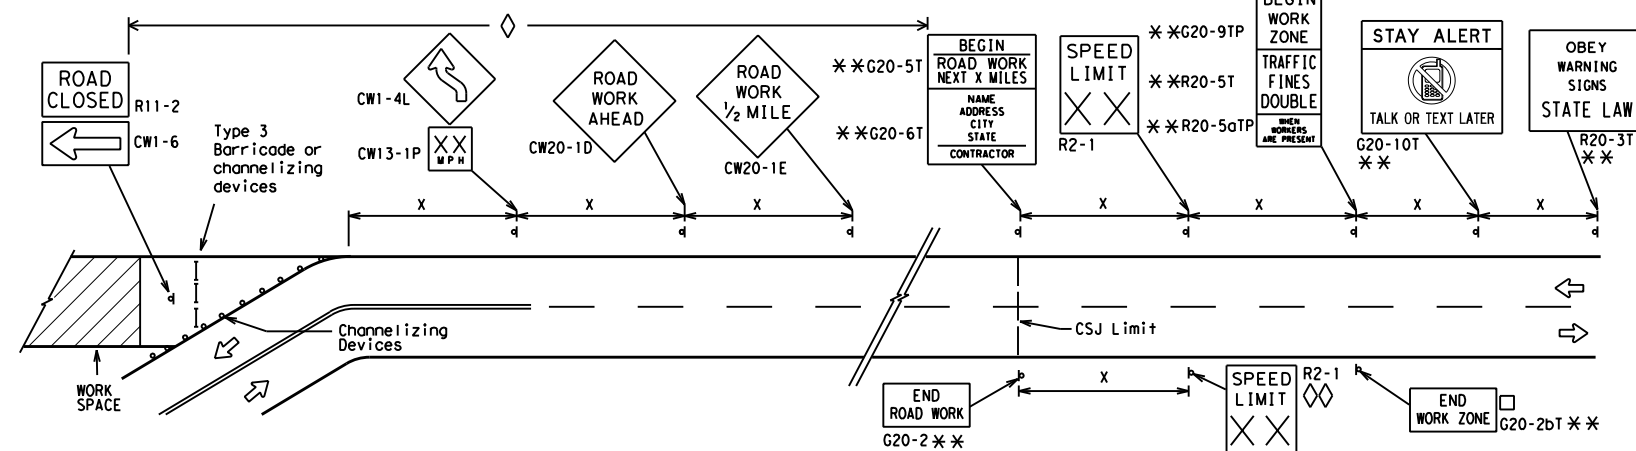 ROAD
CLOSED
R11-2
CW1-6
Type 3
Barricade or
channelizing
devices
CW1-4L
CW13-1P
XX
MPH
ROAD
WORK
AHEAD
CW20-1D
ROAD
WORK
1/2 MILE
CW20-1E
**G20-5T
**G20-6T
BEGIN
ROAD WORK
NEXT X MILES
NAME
ADDRESS
CITY
STATE
CONTRACTOR
SPEED
LIMIT
XX
R2-1
**G20-9TP
**R20-5T
**R20-5aTP
BEGIN
WORK
ZONE
TRAFFIC
FINES
DOUBLE
WHEN
WORKERS
ARE PRESENT
STAY ALERT
TALK OR TEXT LATER
G20-10T
**
OBEY
WARNING
SIGNS
STATE LAW
R20-3T
**
X
X
X
X
X
X
X
Channelizing
Devices
CSJ Limit
WORK
SPACE
END
ROAD WORK
G20-2 **
X
SPEED
LIMIT
XX
R2-1
END
WORK ZONE
G20-2bT **